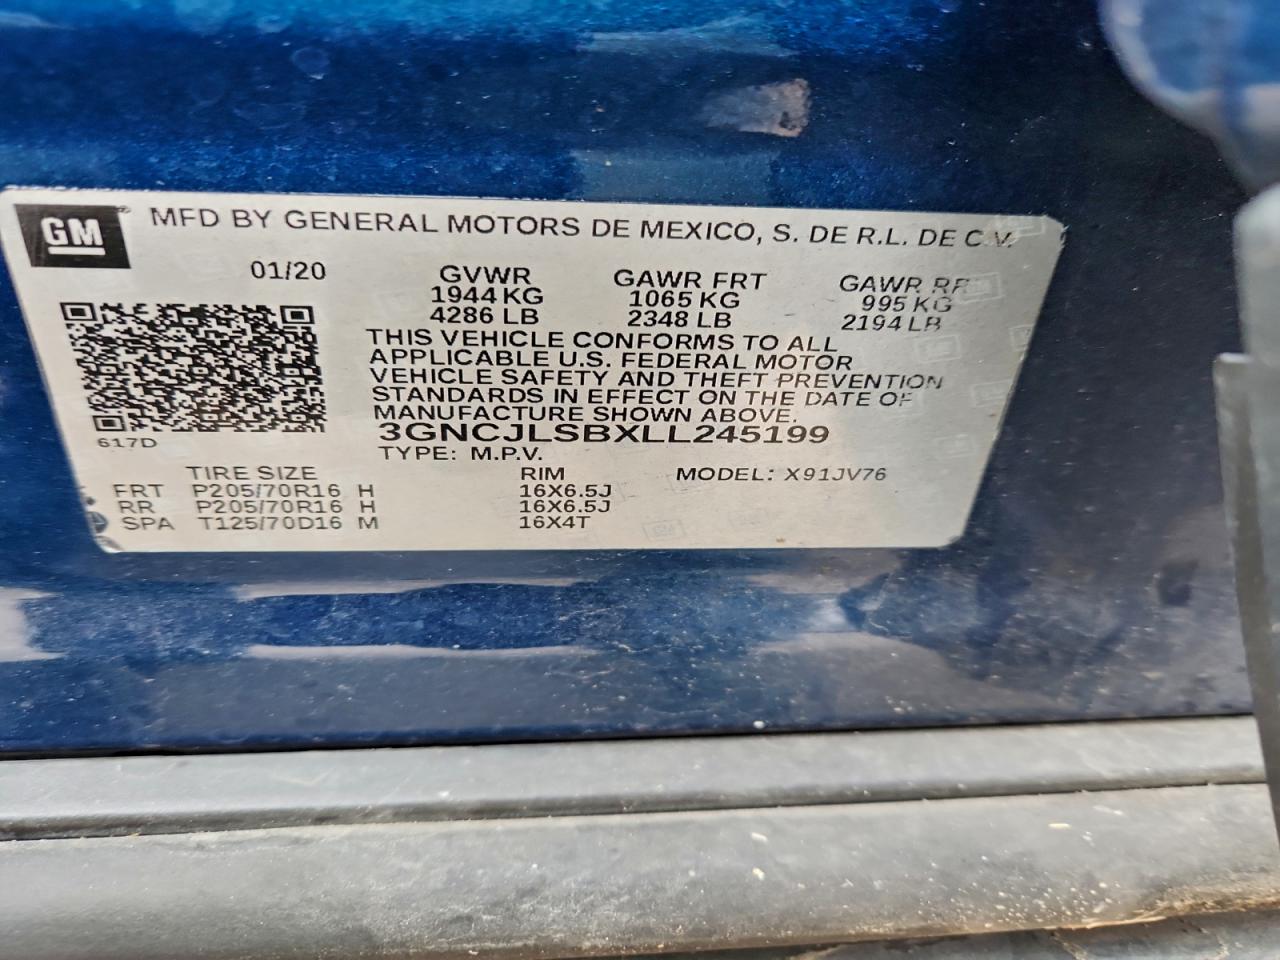 GM MFD BY GENERAL MOTORS DE MEXICO, S. DE R.L. DE C.V.
01/20 GVWR GAWR FRT GAWR RR
1944 KG 1065 KG 995 KG
4286 LB 2348 LB 2194 LB
THIS VEHICLE CONFORMS TO ALL
APPLICABLE U.S. FEDERAL MOTOR
VEHICLE SAFETY AND THEFT PREVENTION
STANDARDS IN EFFECT ON THE DATE OF
MANUFACTURE SHOWN ABOVE.
617D 3GNCJLSBXLL245199
TYPE: M.P.V.
TIRE SIZE RIM MODEL: X91JV76
FRT P205/70R16 H 16X6.5J
RR P205/70R16 H 16X6.5J
SPA T125/70D16 M 16X4T